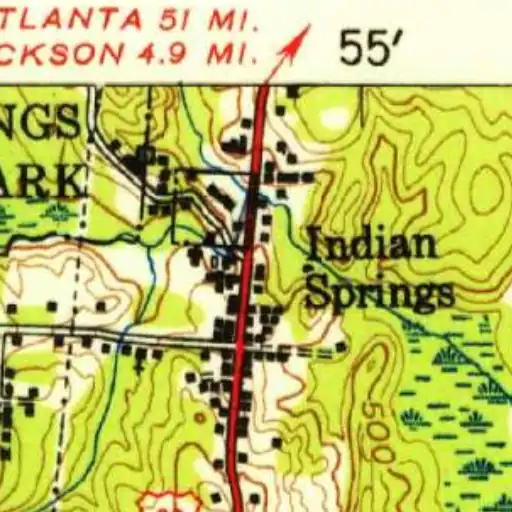 TLANTA 51 MI.
CKSON 4.9 MI.
55′
NGS
ARK
Indian
Springs
500